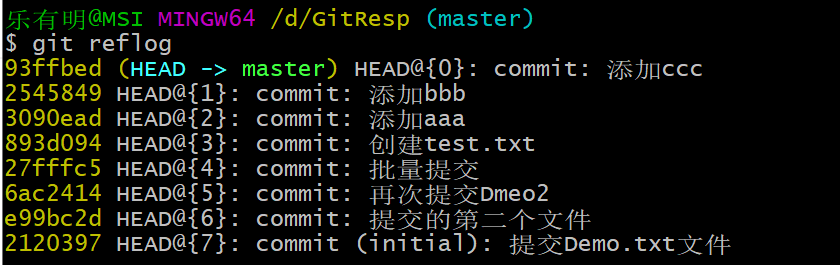 乐有明@MSI MINGW64 /d/GitResp (master)
$ git reflog
93ffbed (HEAD -> master) HEAD@{0}: commit: 添加ccc
2545849 HEAD@{1}: commit: 添加bbb
3090ead HEAD@{2}: commit: 添加aaa
893d094 HEAD@{3}: commit: 创建test.txt
27fffc5 HEAD@{4}: commit: 批量提交
6ac2414 HEAD@{5}: commit: 再次提交Dmeo2
e99bc2d HEAD@{6}: commit: 提交的第二个文件
2120397 HEAD@{7}: commit (initial): 提交Demo.txt文件